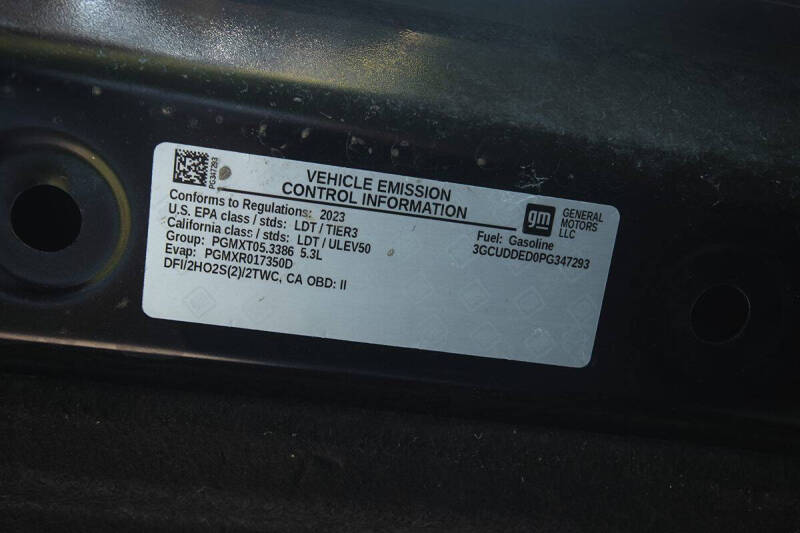 PG347293
VEHICLE EMISSION
CONTROL INFORMATION
gm
GENERAL
MOTORS
LLC
Conforms to Regulations: 2023
U.S. EPA class / stds: LDT / TIER3
California class / stds: LDT / ULEV50
Group: PGMXT05.3386 5.3L
Evap: PGMXR017350D
DFI/2HO2S(2)/2TWC, CA OBD: II
Fuel: Gasoline
3GCUDDED0PG347293